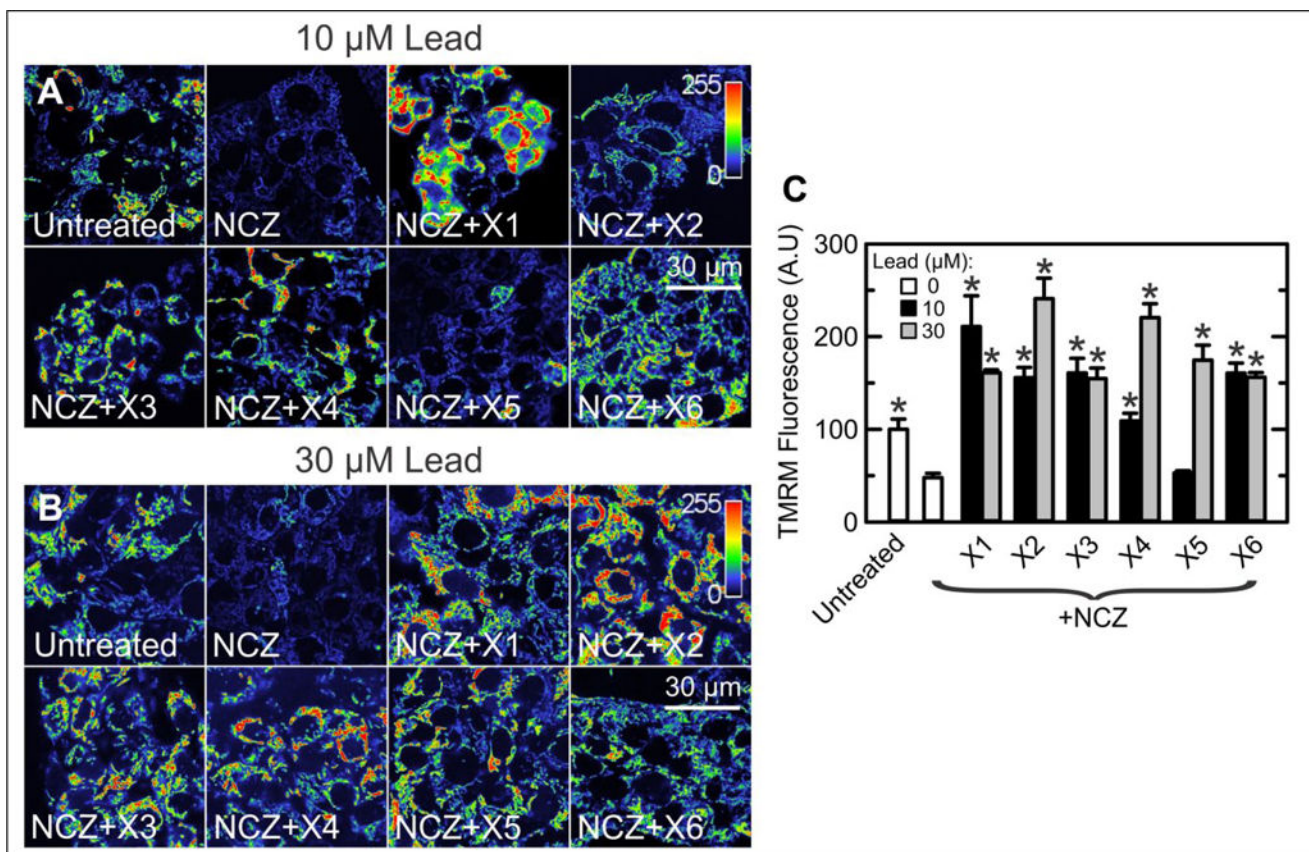 10 µM Lead
A
255
0
Untreated
NCZ
NCZ+X1
NCZ+X2
30 µm
NCZ+X3
NCZ+X4
NCZ+X5
NCZ+X6
30 µM Lead
B
255
0
Untreated
NCZ
NCZ+X1
NCZ+X2
30 µm
NCZ+X3
NCZ+X4
NCZ+X5
NCZ+X6
C
TMRM Fluorescence (A.U)
300
200
100
0
Lead (µM):
0
10
30
* * * * * * * * * * * *
Untreated
X1
X2
X3
X4
X5
X6
+NCZ